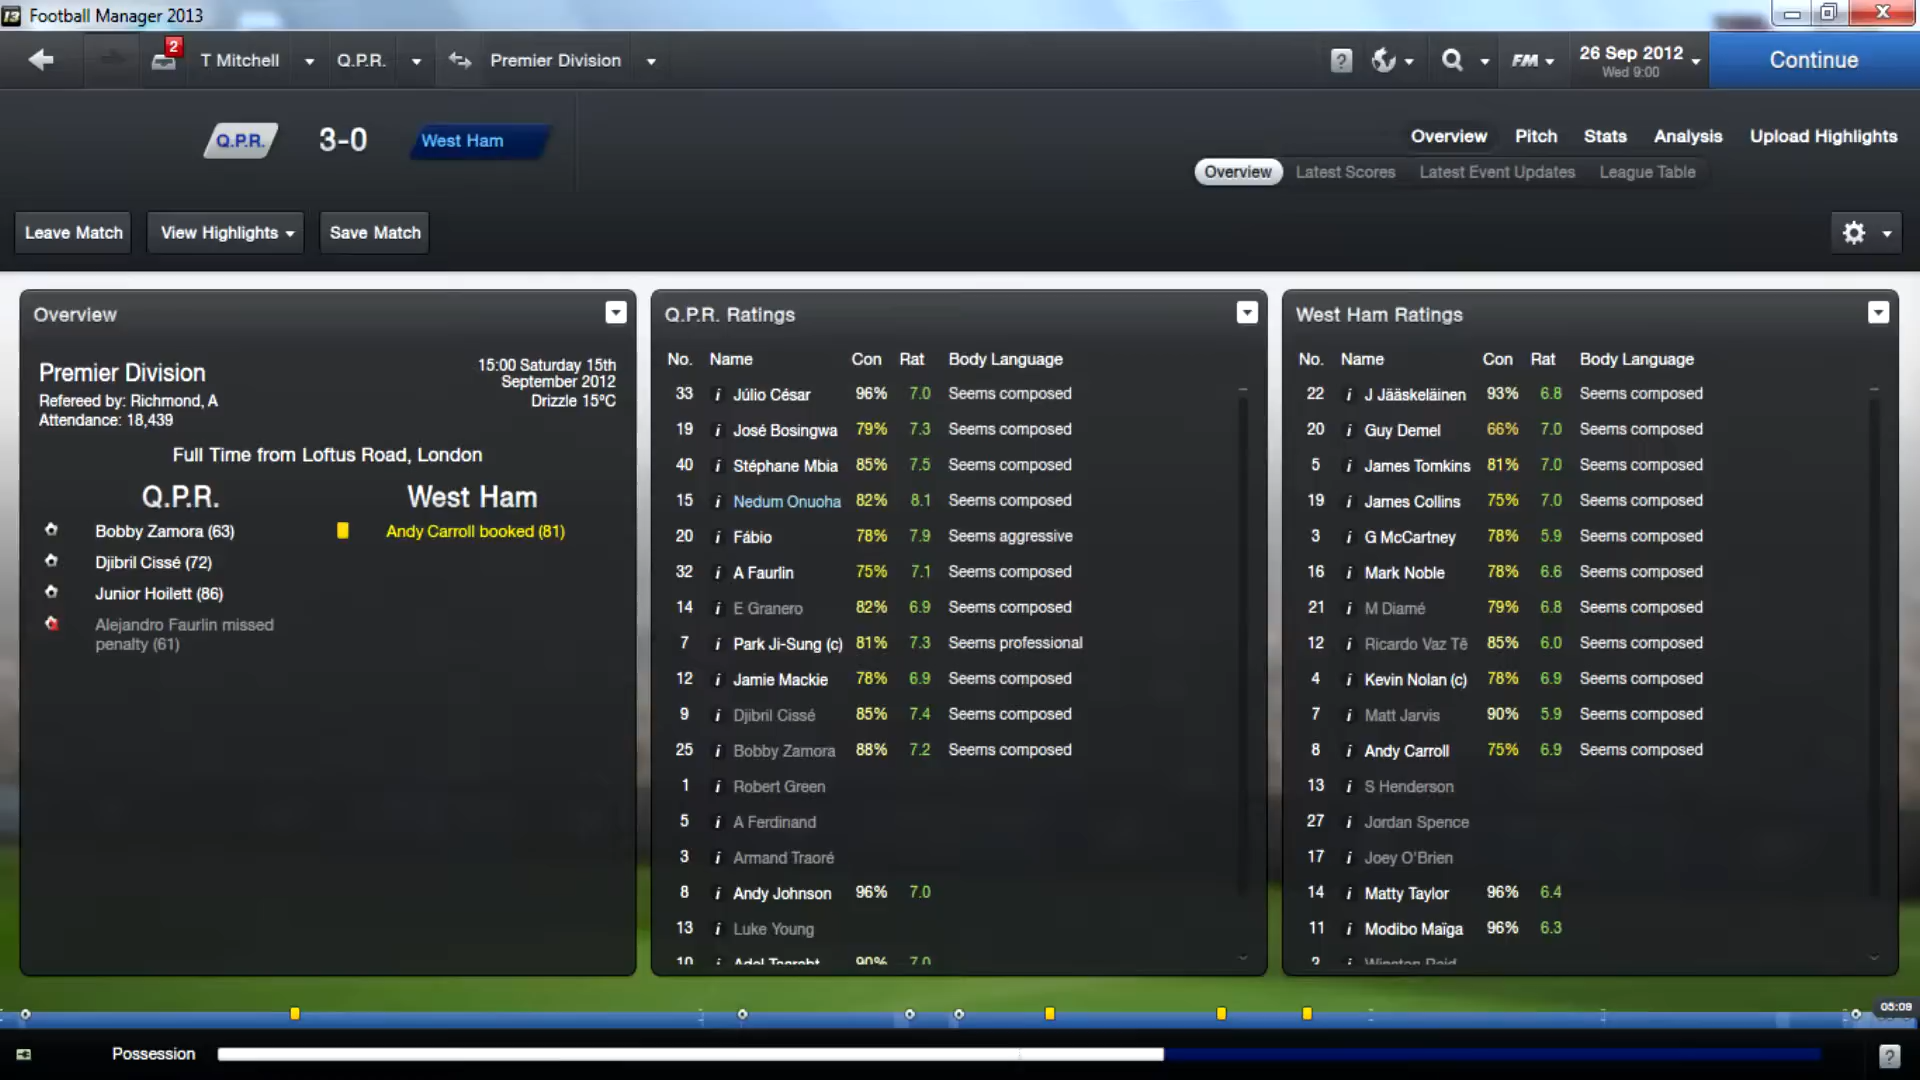 Football Manager 2013
2
T Mitchell
Q.P.R.
Premier Division
?
FM
26 Sep 2012
Wed 9:00
Continue
Q.P.R.
3-0
West Ham
Overview Pitch Stats Analysis Upload Highlights
Overview Latest Scores Latest Event Updates League Table
Leave Match View Highlights Save Match
Overview
Premier Division
Refereed by: Richmond, A
Attendance: 18,439
15:00 Saturday 15th
September 2012
Drizzle 15°C
Full Time from Loftus Road, London
Q.P.R. West Ham
Bobby Zamora (63) Andy Carroll booked (81)
Djibril Cissé (72)
Junior Hoilett (86)
Alejandro Faurlin missed
penalty (61)
Q.P.R. Ratings
No. Name Con Rat Body Language
33 i Júlio César 96% 7.0 Seems composed
19 i José Bosingwa 79% 7.3 Seems composed
40 i Stéphane Mbia 85% 7.5 Seems composed
15 i Nedum Onuoha 82% 8.1 Seems composed
20 i Fábio 78% 7.9 Seems aggressive
32 i A Faurlin 75% 7.1 Seems composed
14 i E Granero 82% 6.9 Seems composed
7 i Park Ji-Sung (c) 81% 7.3 Seems professional
12 i Jamie Mackie 78% 6.9 Seems composed
9 i Djibril Cissé 85% 7.4 Seems composed
25 i Bobby Zamora 88% 7.2 Seems composed
1 i Robert Green
5 i A Ferdinand
3 i Armand Traoré
8 i Andy Johnson 96% 7.0
13 i Luke Young
10 i Adel Taarabt 90% 7.0
West Ham Ratings
No. Name Con Rat Body Language
22 i J Jääskeläinen 93% 6.8 Seems composed
20 i Guy Demel 66% 7.0 Seems composed
5 i James Tomkins 81% 7.0 Seems composed
19 i James Collins 75% 7.0 Seems composed
3 i G McCartney 78% 5.9 Seems composed
16 i Mark Noble 78% 6.6 Seems composed
21 i M Diamé 79% 6.8 Seems composed
12 i Ricardo Vaz Tê 85% 6.0 Seems composed
4 i Kevin Nolan (c) 78% 6.9 Seems composed
7 i Matt Jarvis 90% 5.9 Seems composed
8 i Andy Carroll 75% 6.9 Seems composed
13 i S Henderson
27 i Jordan Spence
17 i Joey O'Brien
14 i Matty Taylor 96% 6.4
11 i Modibo Maïga 96% 6.3
2 i Winston Reid
05:09
Possession
?